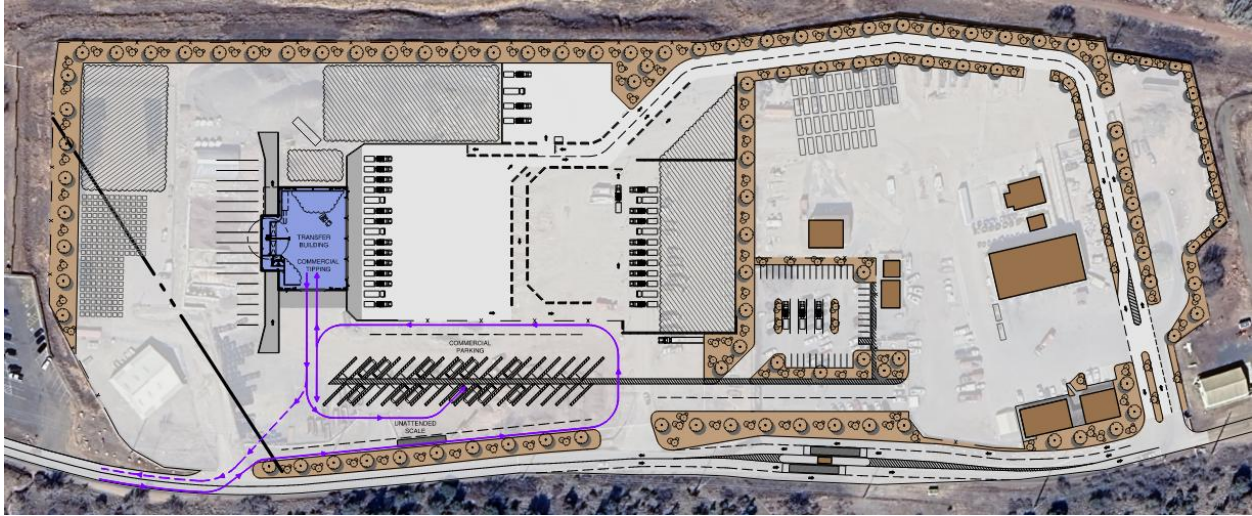 TRANSFER
BUILDING
COMMERCIAL
TIPPING
COMMERCIAL
PARKING
UNATTENDED
SCALE